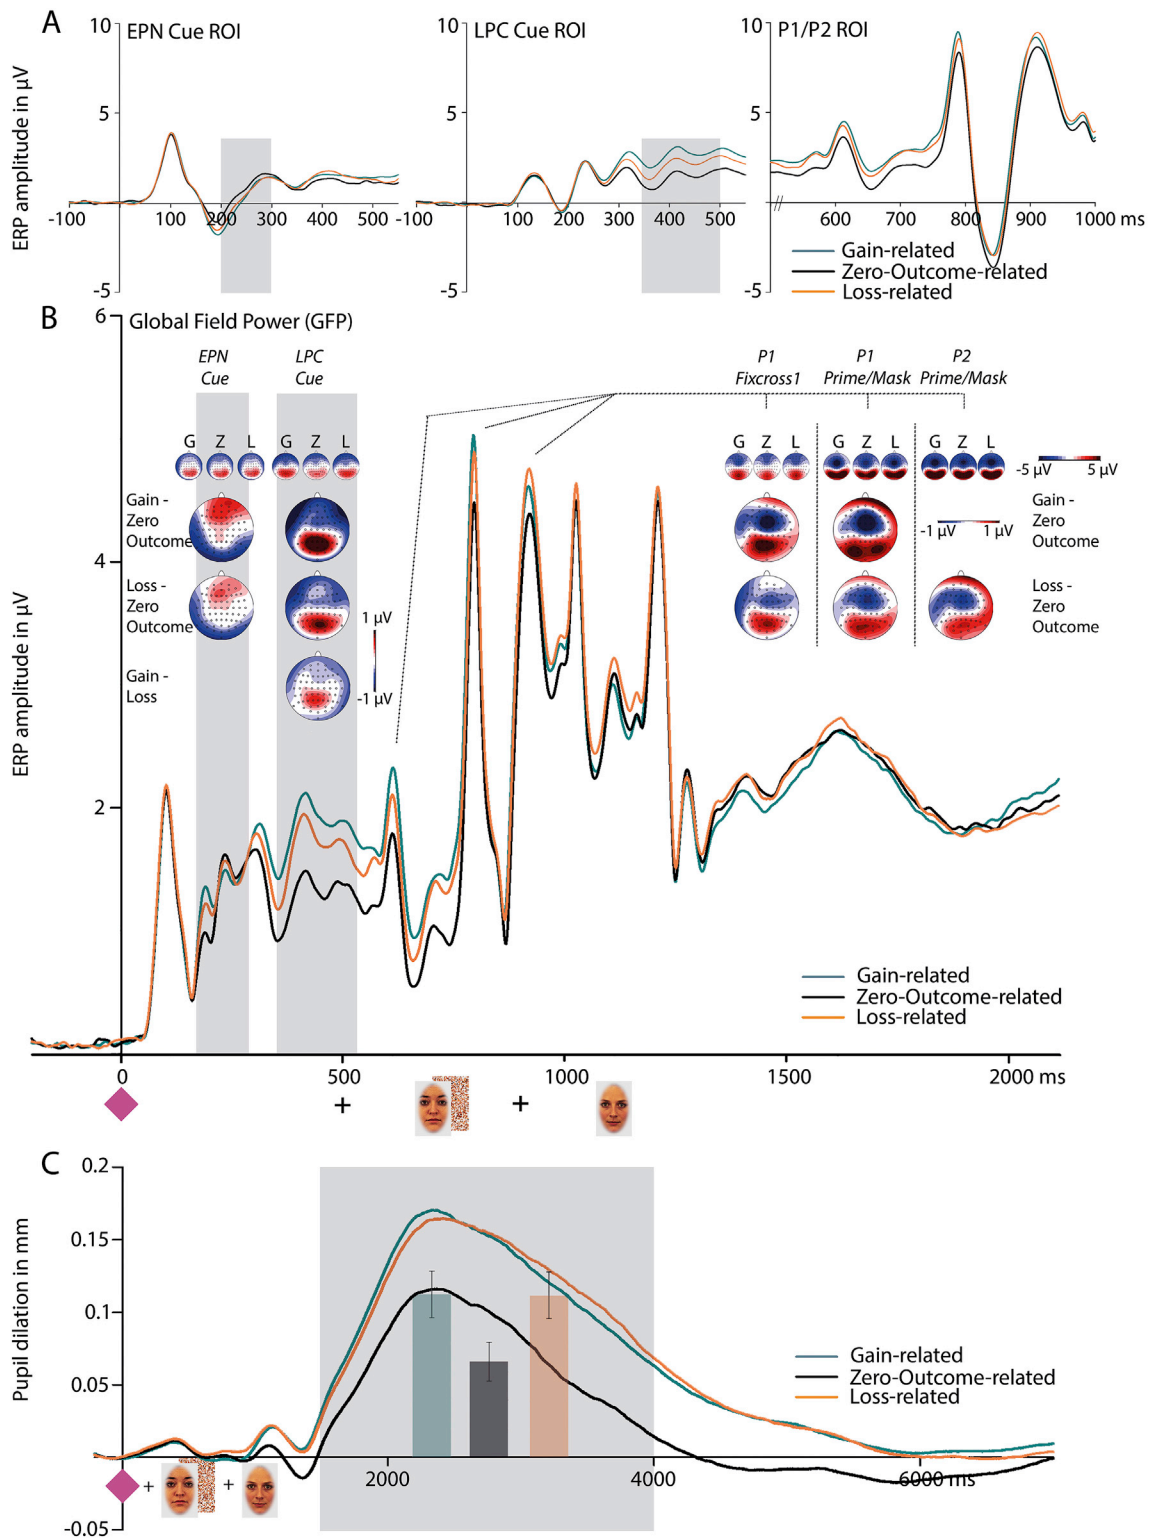 A
EPN Cue ROI
LPC Cue ROI
P1/P2 ROI
ERP amplitude in µV
10
5
-5
-100
100
200
300
400
500
10
5
-5
-100
100
200
300
400
500
10
5
-5
600
700
800
900
1000 ms
Gain-related
Zero-Outcome-related
Loss-related
B
Global Field Power (GFP)
ERP amplitude in µV
6
4
2
EPN
Cue
LPC
Cue
P1
Fixcross1
P1
Prime/Mask
P2
Prime/Mask
G Z L
G Z L
G Z L
G Z L
G Z L
-5 µV 5 µV
Gain -
Zero
Outcome
Gain -
Zero
Outcome
-1 µV 1 µV
Loss -
Zero
Outcome
Loss -
Zero
Outcome
1 µV
-1 µV
Gain -
Loss
Gain-related
Zero-Outcome-related
Loss-related
0
500
1000
1500
2000 ms
+
+
C
Pupil dilation in mm
0.2
0.15
0.1
0.05
0
-0.05
Gain-related
Zero-Outcome-related
Loss-related
2000
4000
6000 ms
+
+